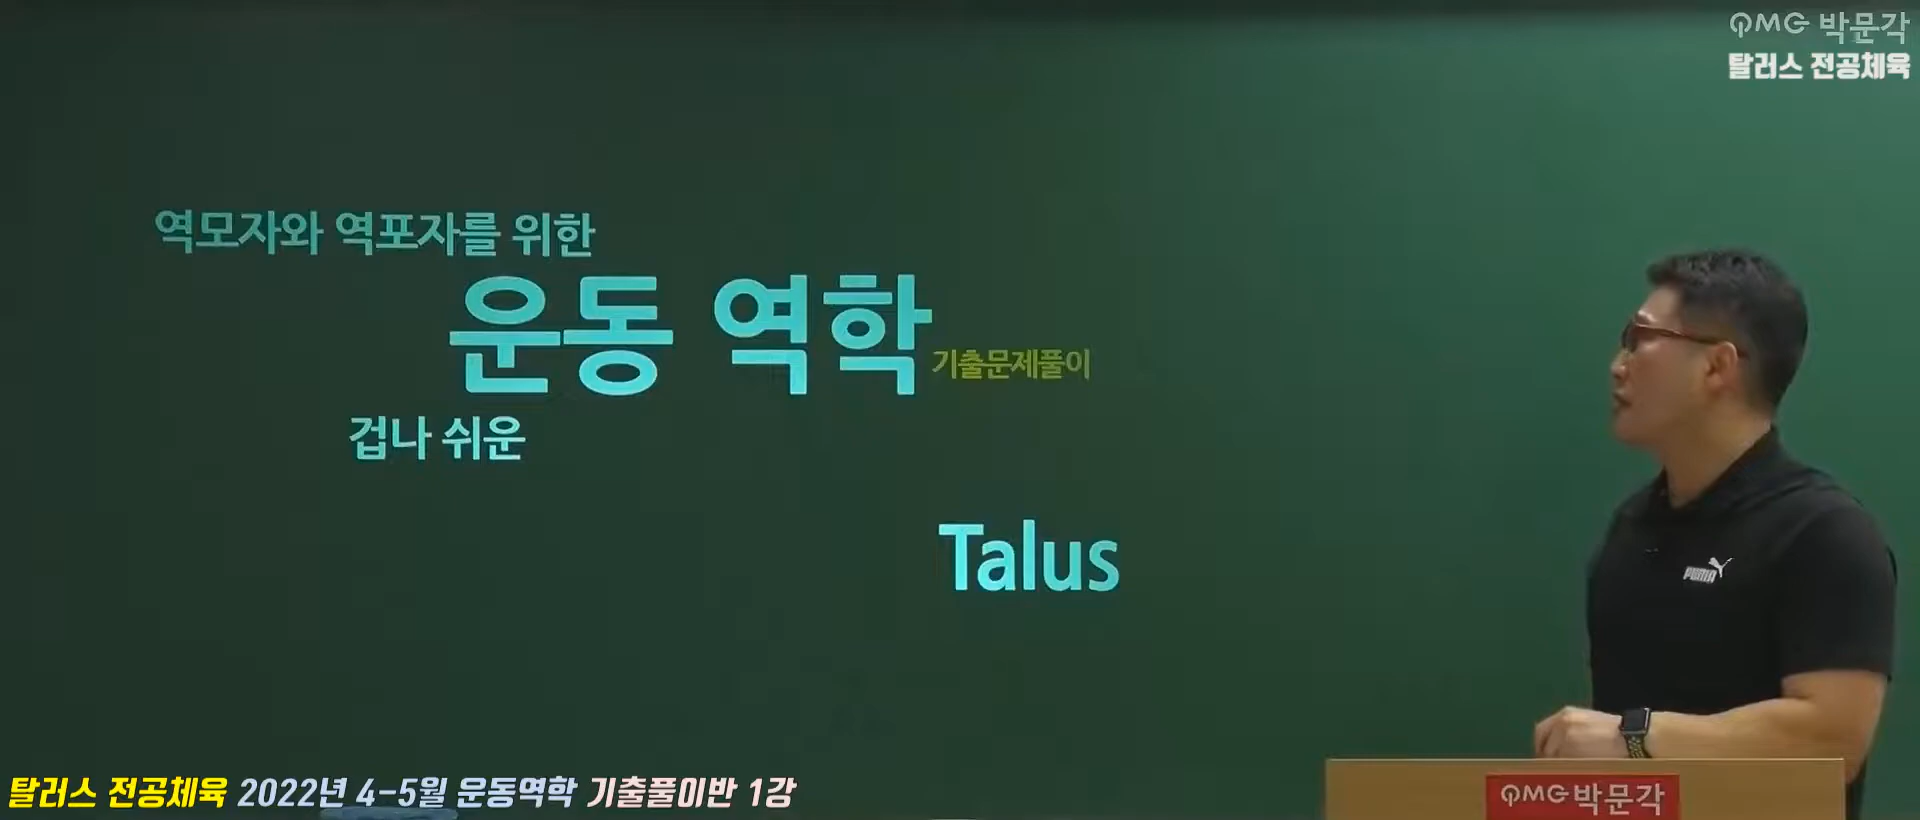 PMG 박문각
탈러스 전공체육
역모자와 역포자를 위한
운동 역학 기출문제풀이
겁나 쉬운
Talus
PUMA
탈러스 전공체육 2022년 4-5월 운동역학 기출풀이반 1강
PMG 박문각